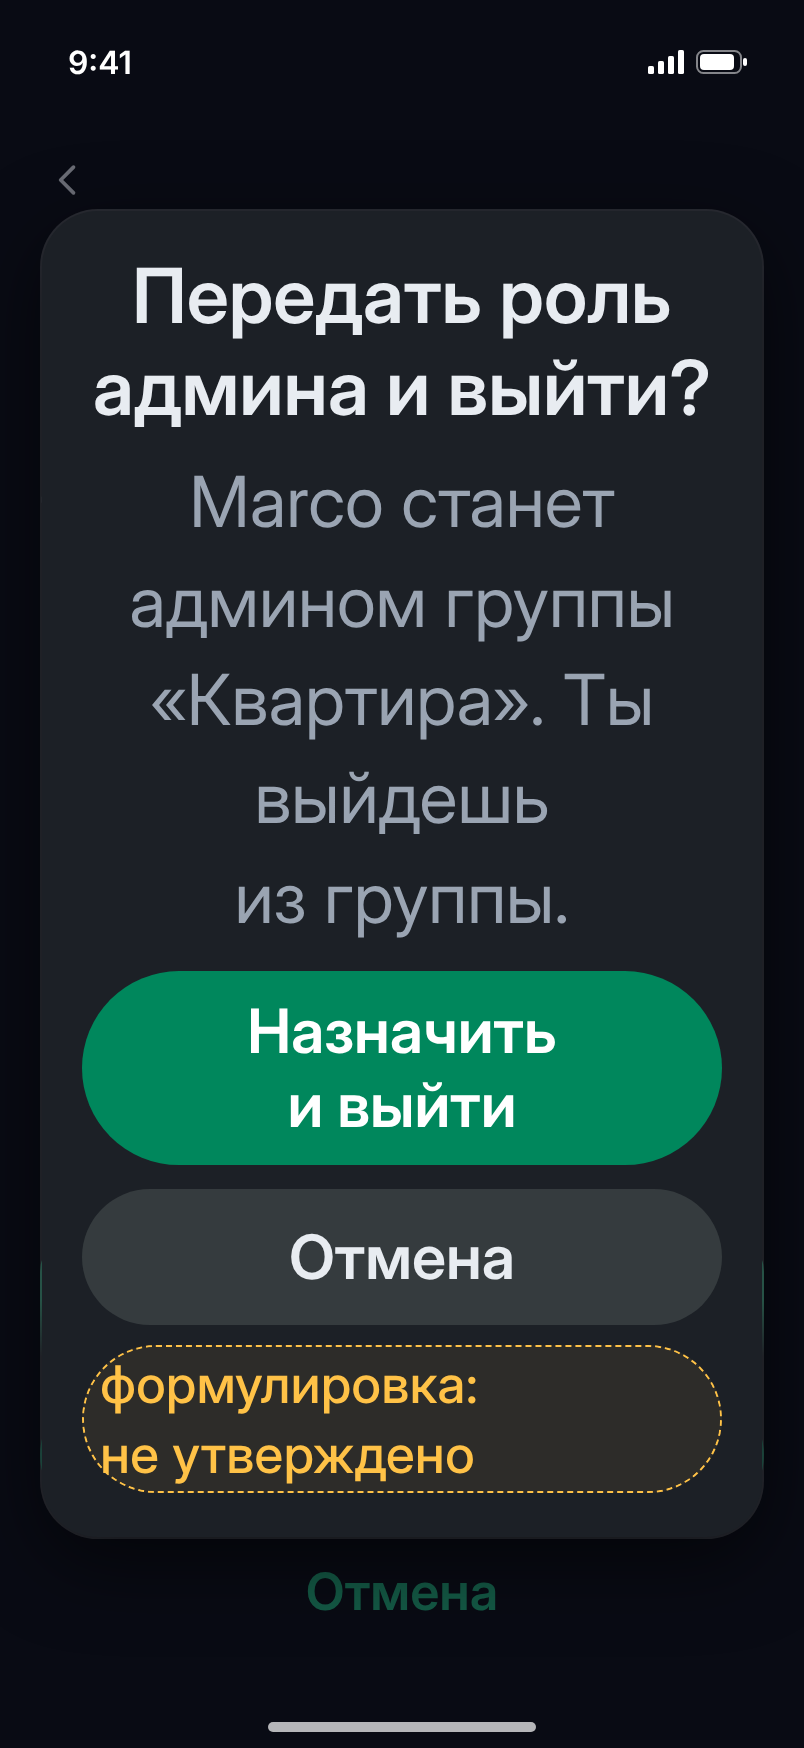 9:41
Передать роль
админа и выйти?
Marco станет
админом группы
«Квартира». Ты
выйдешь
из группы.
Назначить
и выйти
Отмена
формулировка:
не утверждено
Отмена